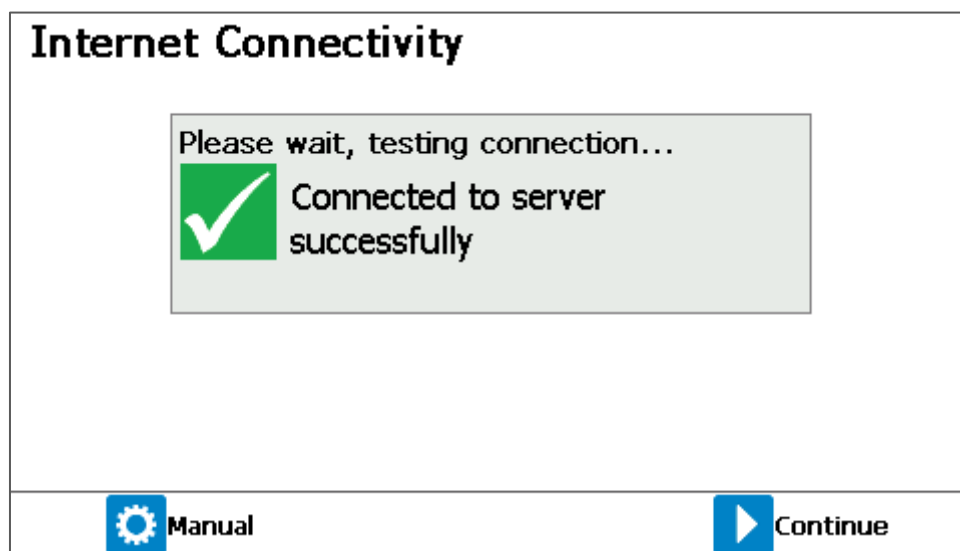 Internet Connectivity
Please wait, testing connection...
Connected to server
successfully
Manual
Continue